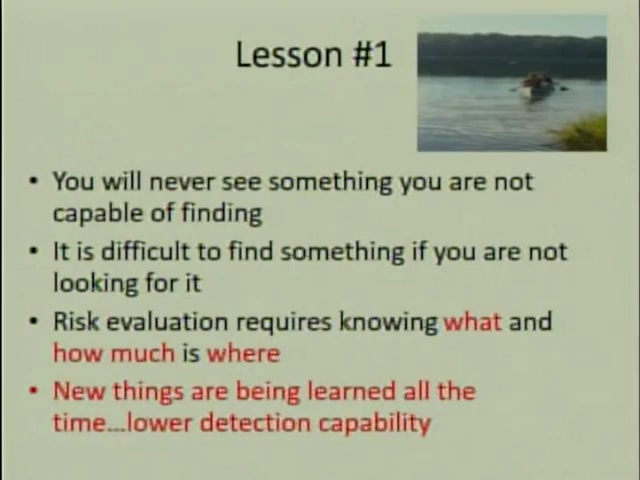 Lesson #1
• You will never see something you are not
capable of finding
• It is difficult to find something if you are not
looking for it
• Risk evaluation requires knowing what and
how much is where
• New things are being learned all the
time...lower detection capability